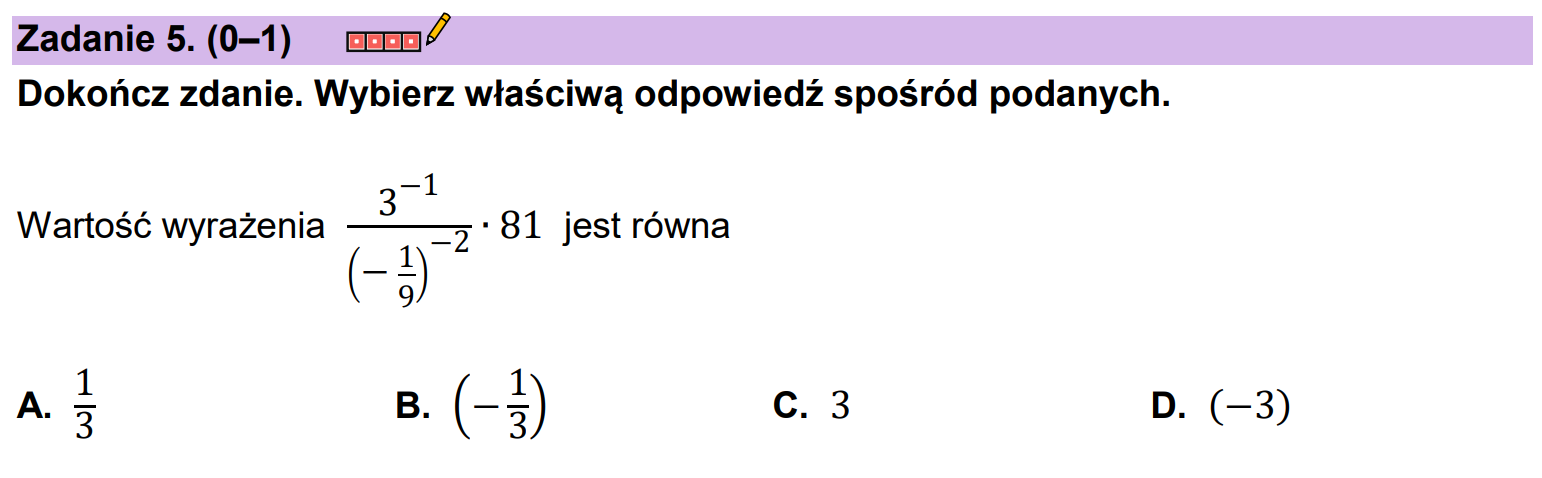 Zadanie 5. (0–1)
Dokończ zdanie. Wybierz właściwą odpowiedź spośród podanych.
Wartość wyrażenia $\frac{3^{-1}}{\left(-\frac{1}{9}\right)^{-2}} \cdot 81$ jest równa
A. $\frac{1}{3}$ B. $\left(-\frac{1}{3}\right)$ C. 3 D. (−3)